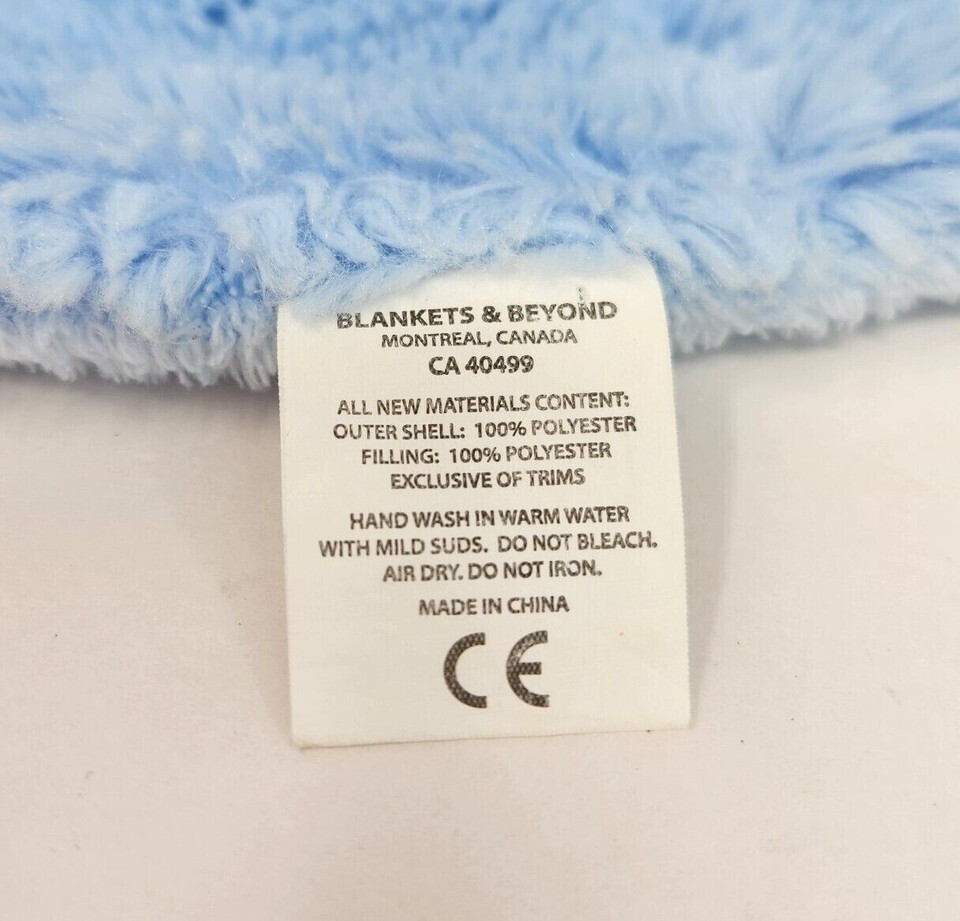 BLANKETS & BEYOND
MONTREAL, CANADA
CA 40499
ALL NEW MATERIALS CONTENT:
OUTER SHELL: 100% POLYESTER
FILLING: 100% POLYESTER
EXCLUSIVE OF TRIMS
HAND WASH IN WARM WATER
WITH MILD SUDS. DO NOT BLEACH.
AIR DRY. DO NOT IRON.
MADE IN CHINA
CE